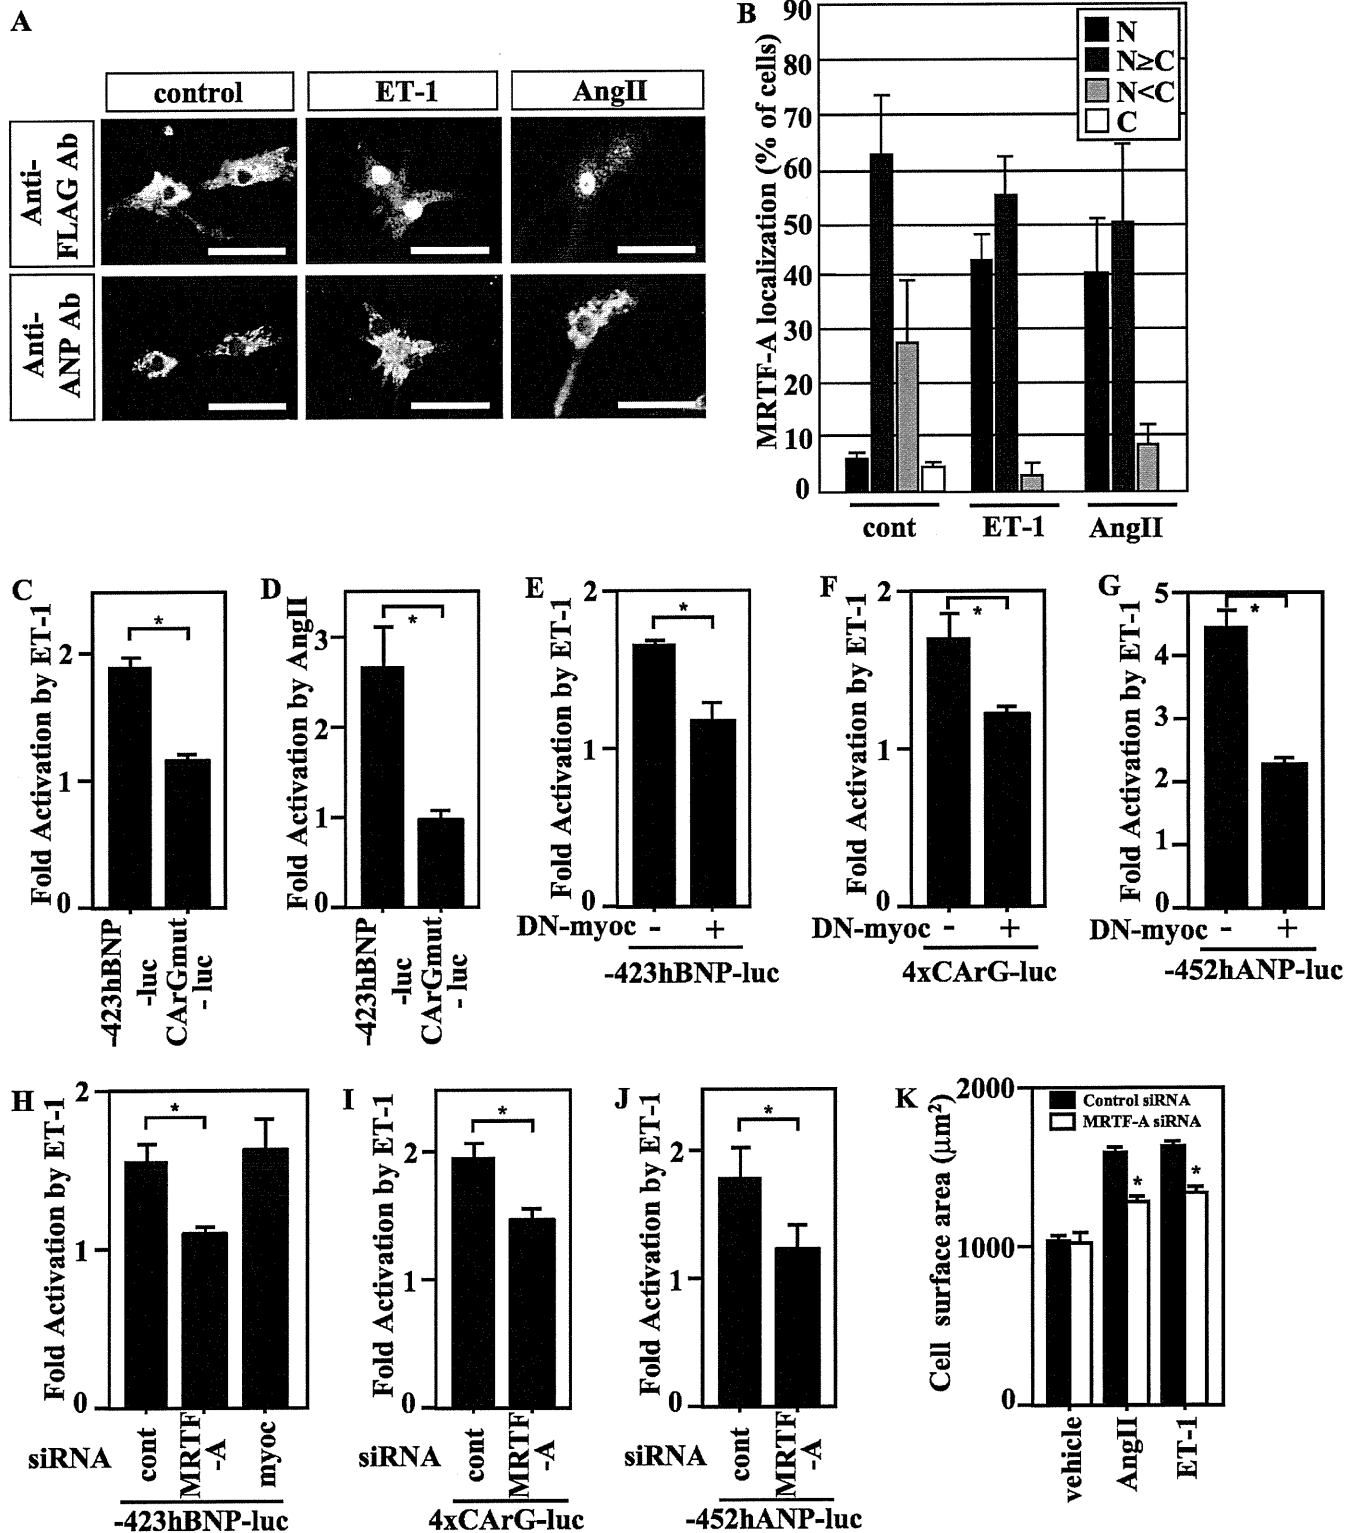 A
control
ET-1
AngII
Anti-
FLAG Ab
Anti-
ANP Ab
B
MRTF-A localization (% of cells)
90
80
70
60
50
40
30
20
10
0
N
N≥C
N<C
C
cont
ET-1
AngII
C
Fold Activation by ET-1
2
1
0
-423hBNP
-luc
CArGmut
- luc
D
Fold Activation by AngII
3
2
1
0
-423hBNP
-luc
CArGmut
- luc
*
*
E
Fold Activation by ET-1
2
1
0
*
DN-myoc - +
-423hBNP-luc
F
Fold Activation by ET-1
2
1
0
*
DN-myoc - +
4xCArG-luc
G
Fold Activation by ET-1
5
4
3
2
1
0
*
DN-myoc - +
-452hANP-luc
H
Fold Activation by ET-1
2
1
0
*
siRNA
cont
MRTF
-A
myoc
-423hBNP-luc
I
Fold Activation by ET-1
2
1
0
*
siRNA
cont
MRTF
-A
4xCArG-luc
J
Fold Activation by ET-1
2
1
0
*
siRNA
cont
MRTF
-A
-452hANP-luc
K
Cell surface area (µm²)
2000
1000
0
Control siRNA
MRTF-A siRNA
*
*
vehicle
AngII
ET-1